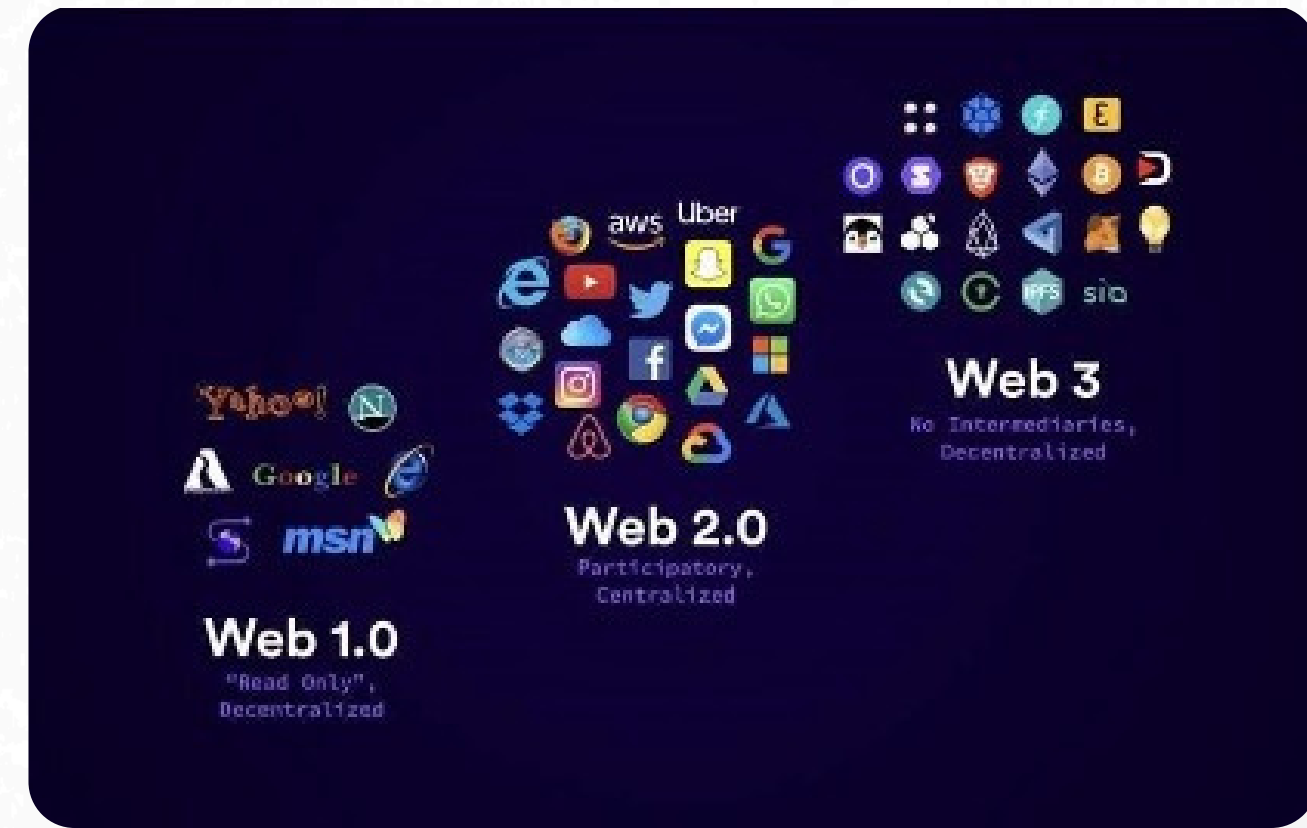 Yahoo!
N
Google
msn
Web 1.0
"Read Only",
Decentralized
aws
Uber
Web 2.0
Participatory,
Centralized
IPFS
sia
Web 3
No Intermediaries,
Decentralized